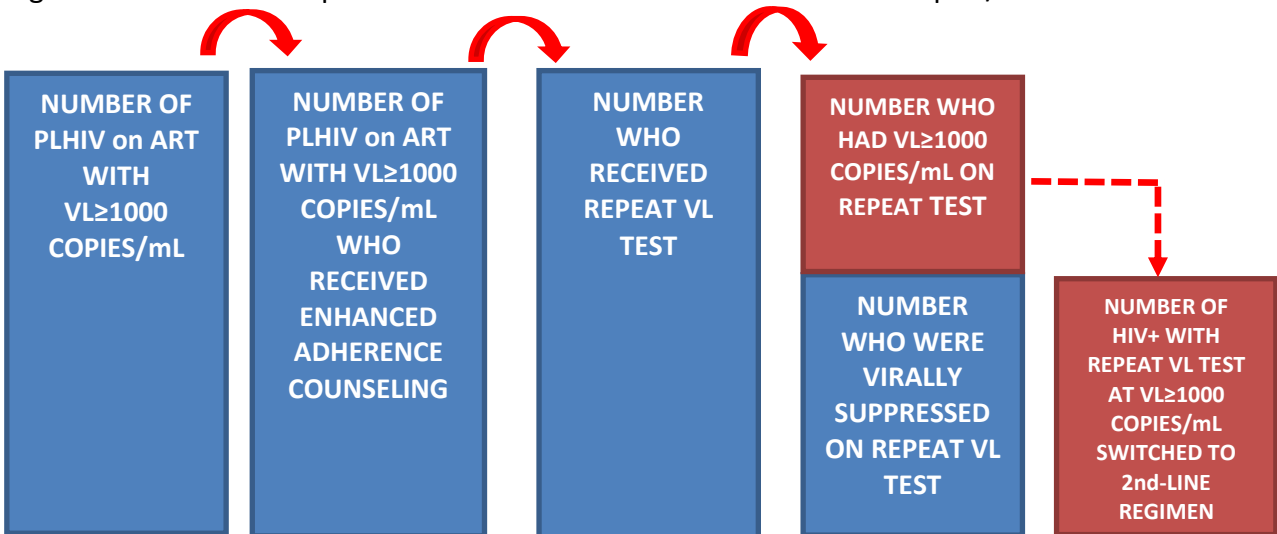 NUMBER OF
PLHIV on ART
WITH
VL≥1000
COPIES/mL
NUMBER OF
PLHIV on ART
WITH VL≥1000
COPIES/mL
WHO
RECEIVED
ENHANCED
ADHERENCE
COUNSELING
NUMBER
WHO
RECEIVED
REPEAT VL
TEST
NUMBER WHO
HAD VL≥1000
COPIES/mL ON
REPEAT TEST
NUMBER
WHO WERE
VIRALLY
SUPPRESSED
ON REPEAT VL
TEST
NUMBER OF
HIV+ WITH
REPEAT VL TEST
AT VL≥1000
COPIES/mL
SWITCHED TO
2nd-LINE
REGIMEN